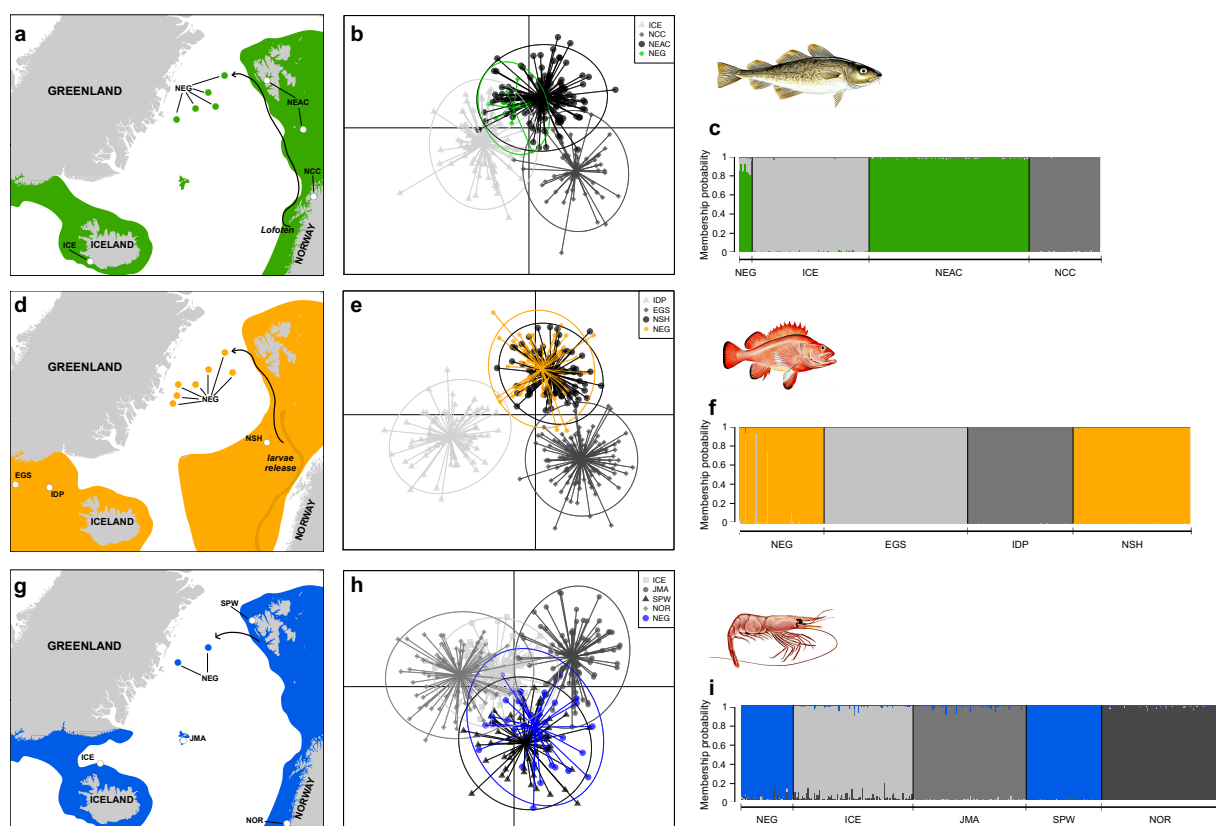 a
GREENLAND
NEG
NEAC
NCC
Lofoten
ICE
ICELAND
NORWAY
b
ICE
NCC
NEAC
NEG
c
Membership probability
1
0.8
0.6
0.4
0.2
0
NEG ICE NEAC NCC
d
GREENLAND
NEG
NSH
larvae
release
EGS
IDP
ICELAND
NORWAY
e
IDP
EGS
NSH
NEG
f
Membership probability
1
0.8
0.6
0.4
0.2
0
NEG EGS IDP NSH
g
SPW
GREENLAND
NEG
JMA
ICE
ICELAND
NOR
NORWAY
h
ICE
JMA
SPW
NOR
NEG
i
Membership probability
1
0.8
0.6
0.4
0.2
0
NEG ICE JMA SPW NOR